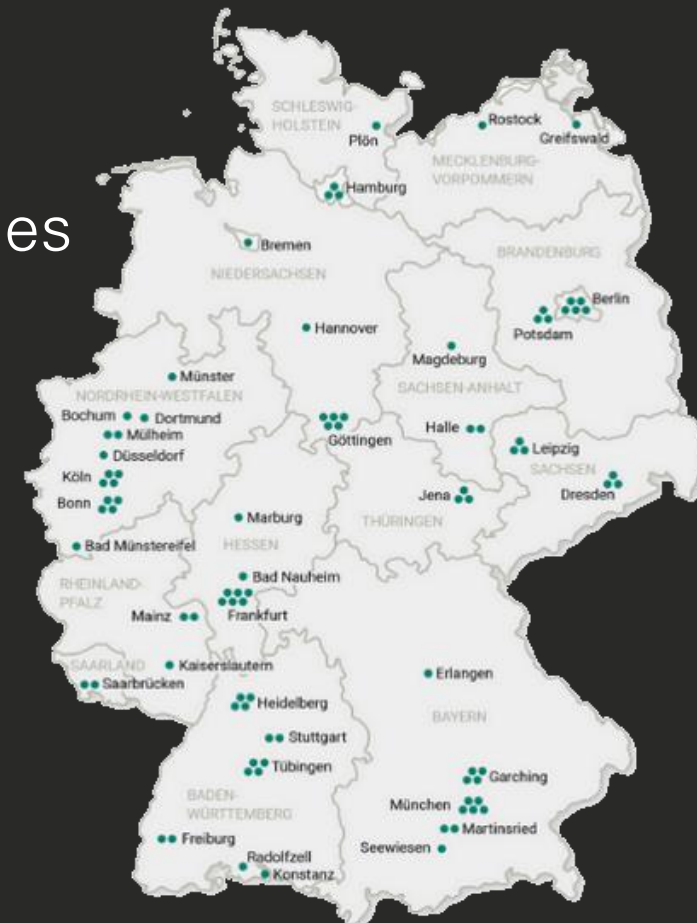 SCHLESWIG-
HOLSTEIN
Plön
Rostock
Greifswald
MECKLENBURG-
VORPOMMERN
Hamburg
es
Bremen
NIEDERSACHSEN
BRANDENBURG
Berlin
Potsdam
Hannover
Magdeburg
Münster
NORDRHEIN-WESTFALEN
SACHSEN-ANHALT
Bochum
Dortmund
Mülheim
Göttingen
Halle
Leipzig
Düsseldorf
SACHSEN
Köln
Jena
Dresden
Bonn
Marburg
THÜRINGEN
Bad Münstereifel
HESSEN
Bad Nauheim
RHEINLAND-
PFALZ
Mainz
Frankfurt
SAARLAND
Kaiserslautern
Saarbrücken
Erlangen
Heidelberg
BAYERN
Stuttgart
Tübingen
Garching
BADEN-
WÜRTTEMBERG
München
Martinsried
Freiburg
Seewiesen
Radolfzell
Konstanz